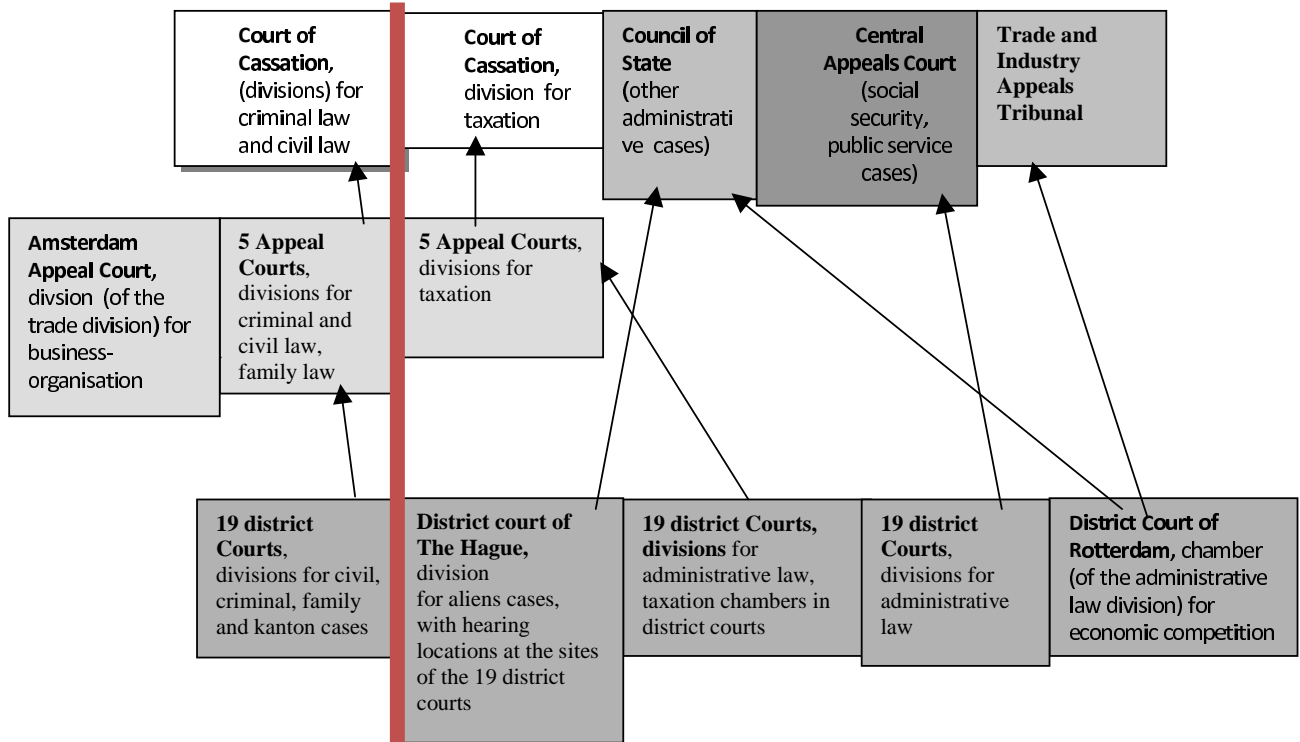 Court of
Cassation,
(divisions) for
criminal law
and civil law
Court of
Cassation,
division for
taxation
Council of
State
(other
administrati
ve cases)
Central
Appeals Court
(social
security,
public service
cases)
Trade and
Industry
Appeals
Tribunal
Amsterdam
Appeal Court,
divsion (of the
trade division) for
business-
organisation
5 Appeal
Courts,
divisions for
criminal and
civil law,
family law
5 Appeal Courts,
divisions for
taxation
19 district
Courts,
divisions for civil,
criminal, family
and kanton cases
District court of
The Hague,
division
for aliens cases,
with hearing
locations at the sites
of the 19 district
courts
19 district Courts,
divisions for
administrative law,
taxation chambers in
district courts
19 district
Courts,
divisions for
administrative
law
District Court of
Rotterdam, chamber
(of the administrative
law division) for
economic competition